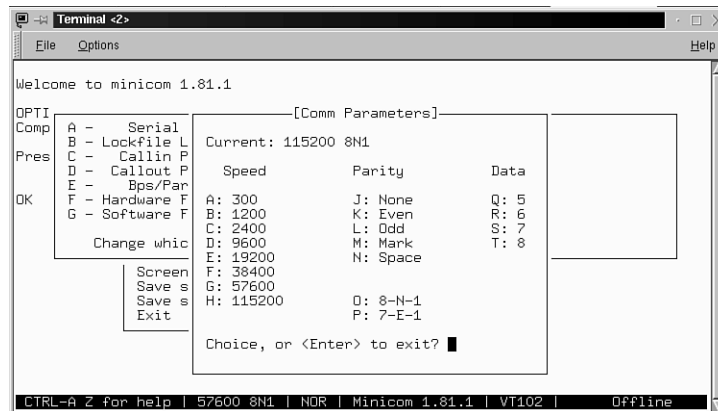 Terminal <2>
File Options Help
Welcome to minicom 1.81.1
OPTI
Comp
Pres
OK
A - Serial
B - Lockfile L
C - Callin P
D - Callout P
E - Bps/Par
F - Hardware F
G - Software F
Change whic
Screen
Save s
Save s
Exit
[Comm Parameters]
Current: 115200 8N1
Speed Parity Data
A: 300 J: None Q: 5
B: 1200 K: Even R: 6
C: 2400 L: Odd S: 7
D: 9600 M: Mark T: 8
E: 19200 N: Space
F: 38400
G: 57600
H: 115200 O: 8-N-1
P: 7-E-1
Choice, or <Enter> to exit?
CTRL-A Z for help | 57600 8N1 | NOR | Minicom 1.81.1 | VT102 | Offline